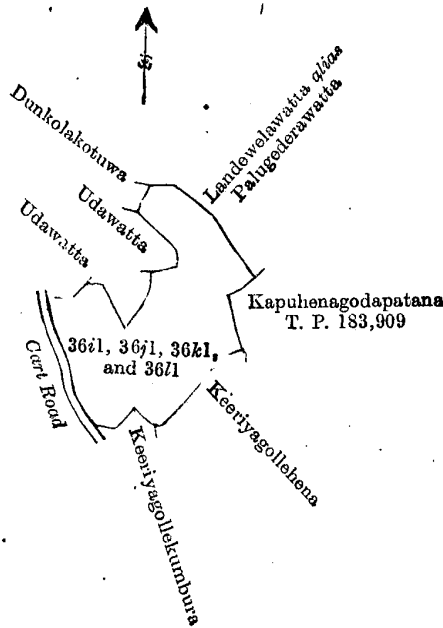 Dunkolakotuwa
Landewelawatta alias
Palugederawatta
Udawatta
Udawatta
Kapuhenagodapatana
T. P. 183,909
36i1, 36j1, 36k1,
and 36l1
Cart Road
Keeriyagollehena
Keeriyagollekumbura